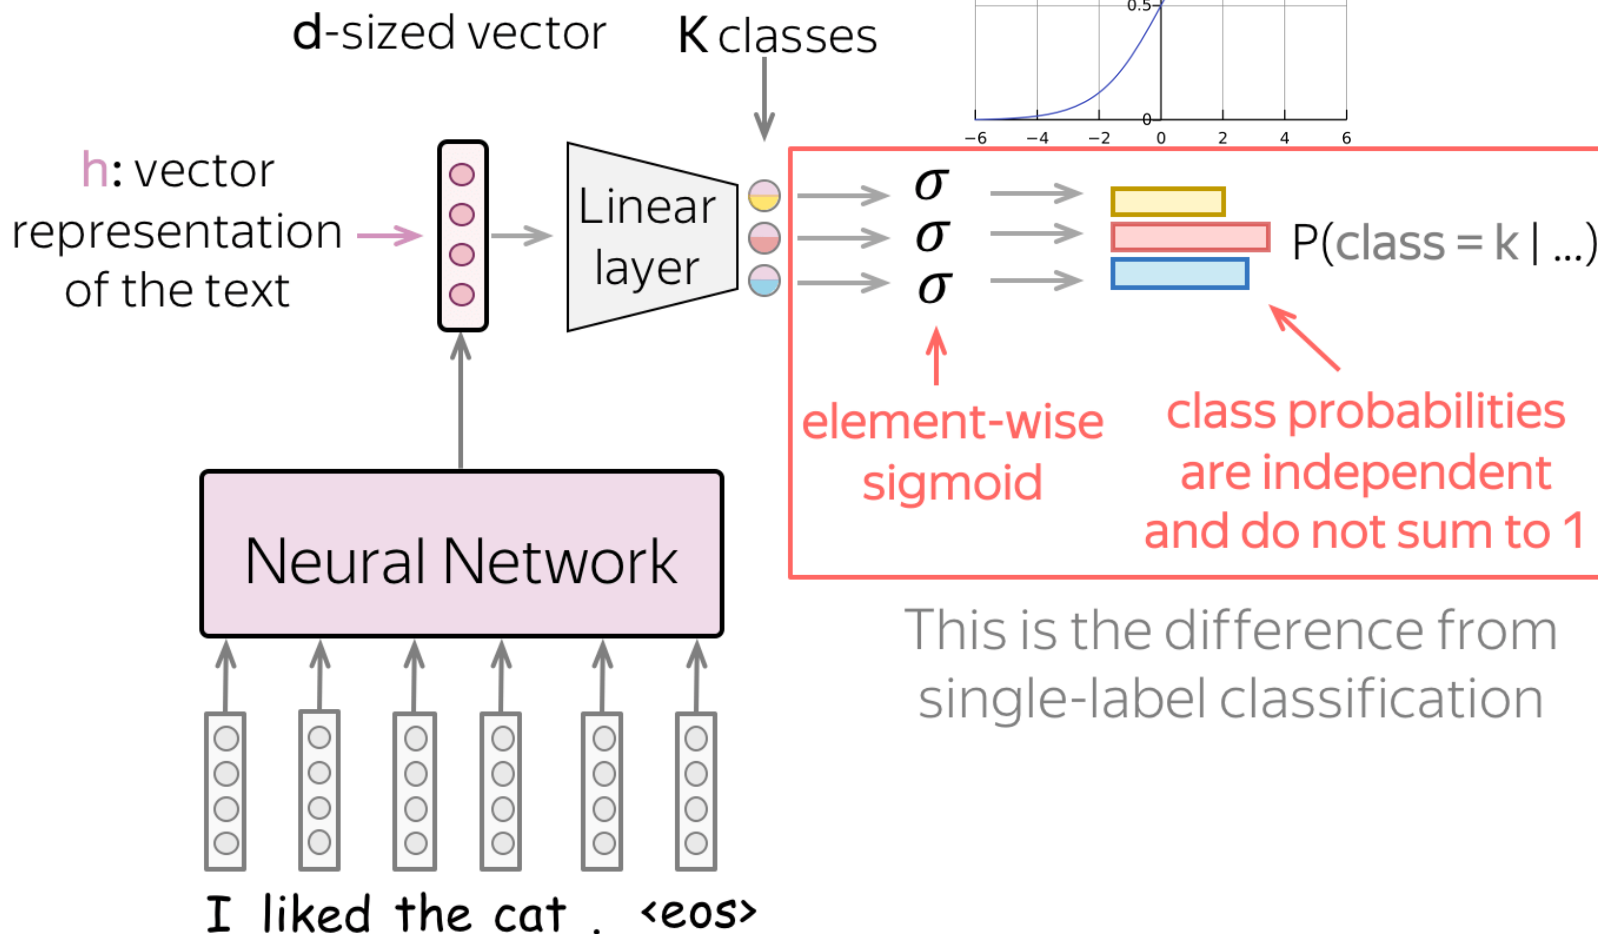 d-sized vector
K classes
0.5
0
−6 −4 −2 0 2 4 6
h: vector
representation
of the text
Linear
layer
σ
σ
σ
P(class = k | ...)
element-wise
sigmoid
class probabilities
are independent
and do not sum to 1
Neural Network
This is the difference from
single-label classification
I liked the cat . <eos>